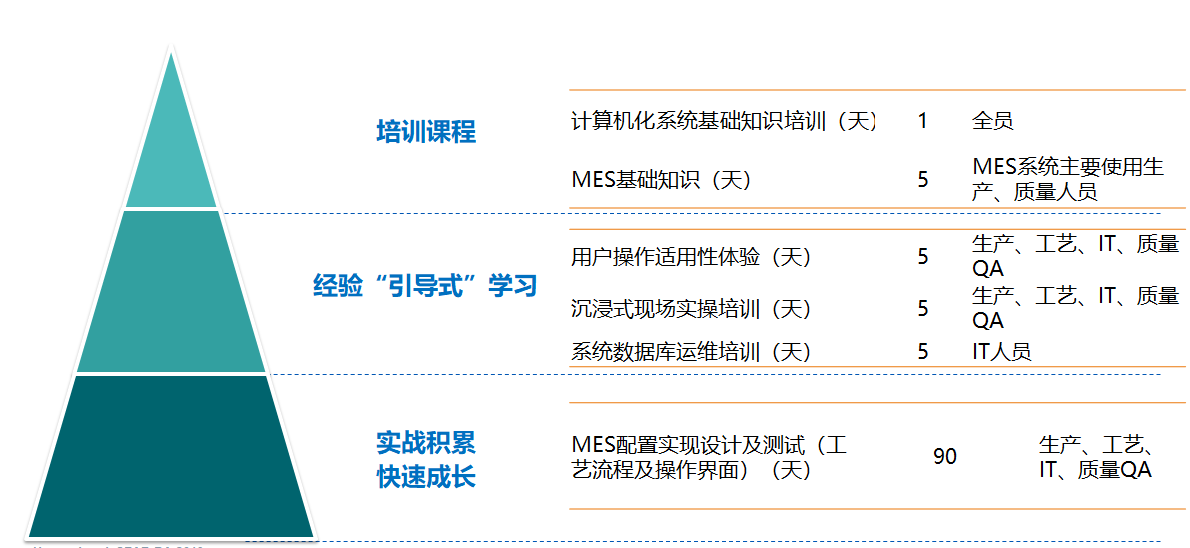 培训课程
计算机化系统基础知识培训（天） 1 全员
MES基础知识（天） 5 MES系统主要使用生
产、质量人员
经验“引导式”学习
用户操作适用性体验（天） 5 生产、工艺、IT、质量
QA
沉浸式现场实操培训（天） 5 生产、工艺、IT、质量
QA
系统数据库运维培训（天） 5 IT人员
实战积累
快速成长
MES配置实现设计及测试（工
艺流程及操作界面）（天） 90 生产、工艺、
IT、质量QA